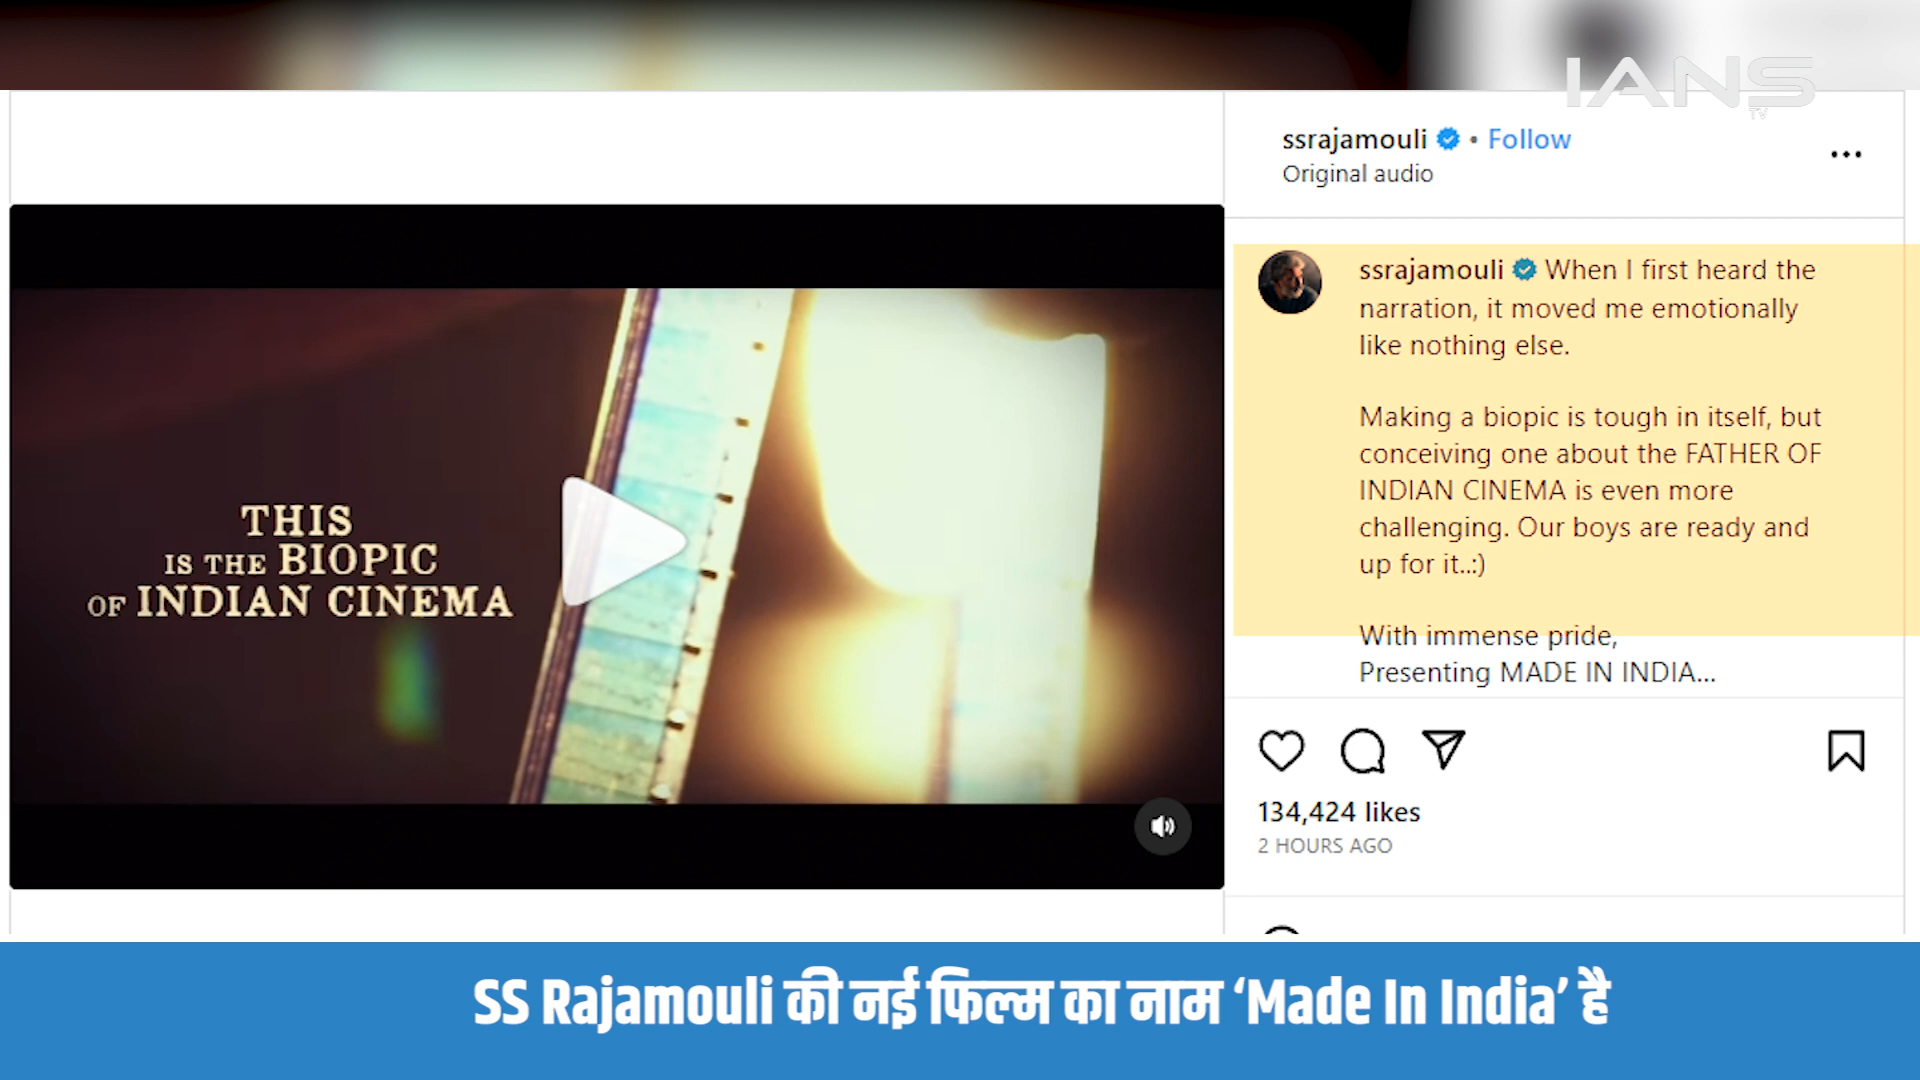 IANS
TV
ssrajamouli • Follow
Original audio
THIS
IS THE BIOPIC
OF INDIAN CINEMA
ssrajamouli When I first heard the
narration, it moved me emotionally
like nothing else.
Making a biopic is tough in itself, but
conceiving one about the FATHER OF
INDIAN CINEMA is even more
challenging. Our boys are ready and
up for it..:)
With immense pride,
Presenting MADE IN INDIA...
134,424 likes
2 HOURS AGO
SS Rajamouli की नई फिल्म का नाम ‘Made In India’ है